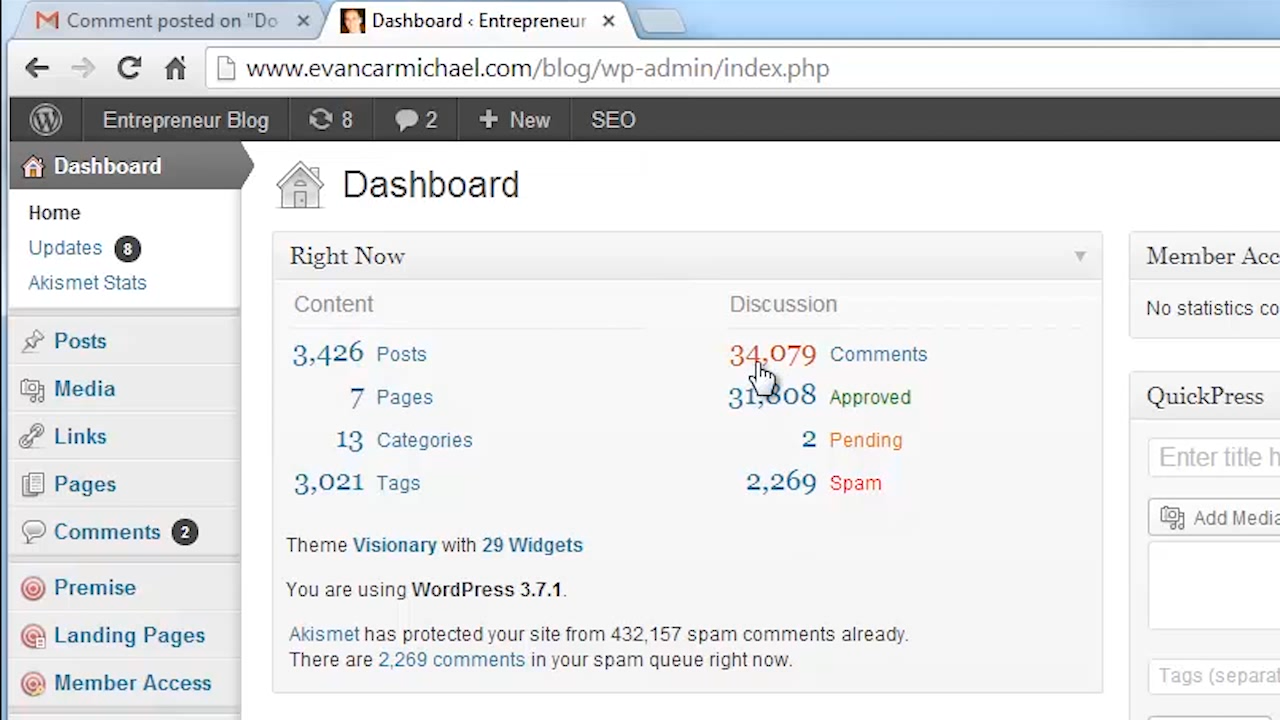 Comment posted on "Do
Dashboard ‹ Entrepreneur
www.evancarmichael.com/blog/wp-admin/index.php
Entrepreneur Blog 8 2 + New SEO
Dashboard
Home
Updates 8
Akismet Stats
Posts
Media
Links
Pages
Comments 2
Premise
Landing Pages
Member Access
Dashboard
Right Now
Content
3,426 Posts
7 Pages
13 Categories
3,021 Tags
Discussion
34,079 Comments
31,808 Approved
2 Pending
2,269 Spam
Theme Visionary with 29 Widgets
You are using WordPress 3.7.1.
Akismet has protected your site from 432,157 spam comments already.
There are 2,269 comments in your spam queue right now.
Member Acc
No statistics co
QuickPress
Enter title h
Add Media
Tags (separat